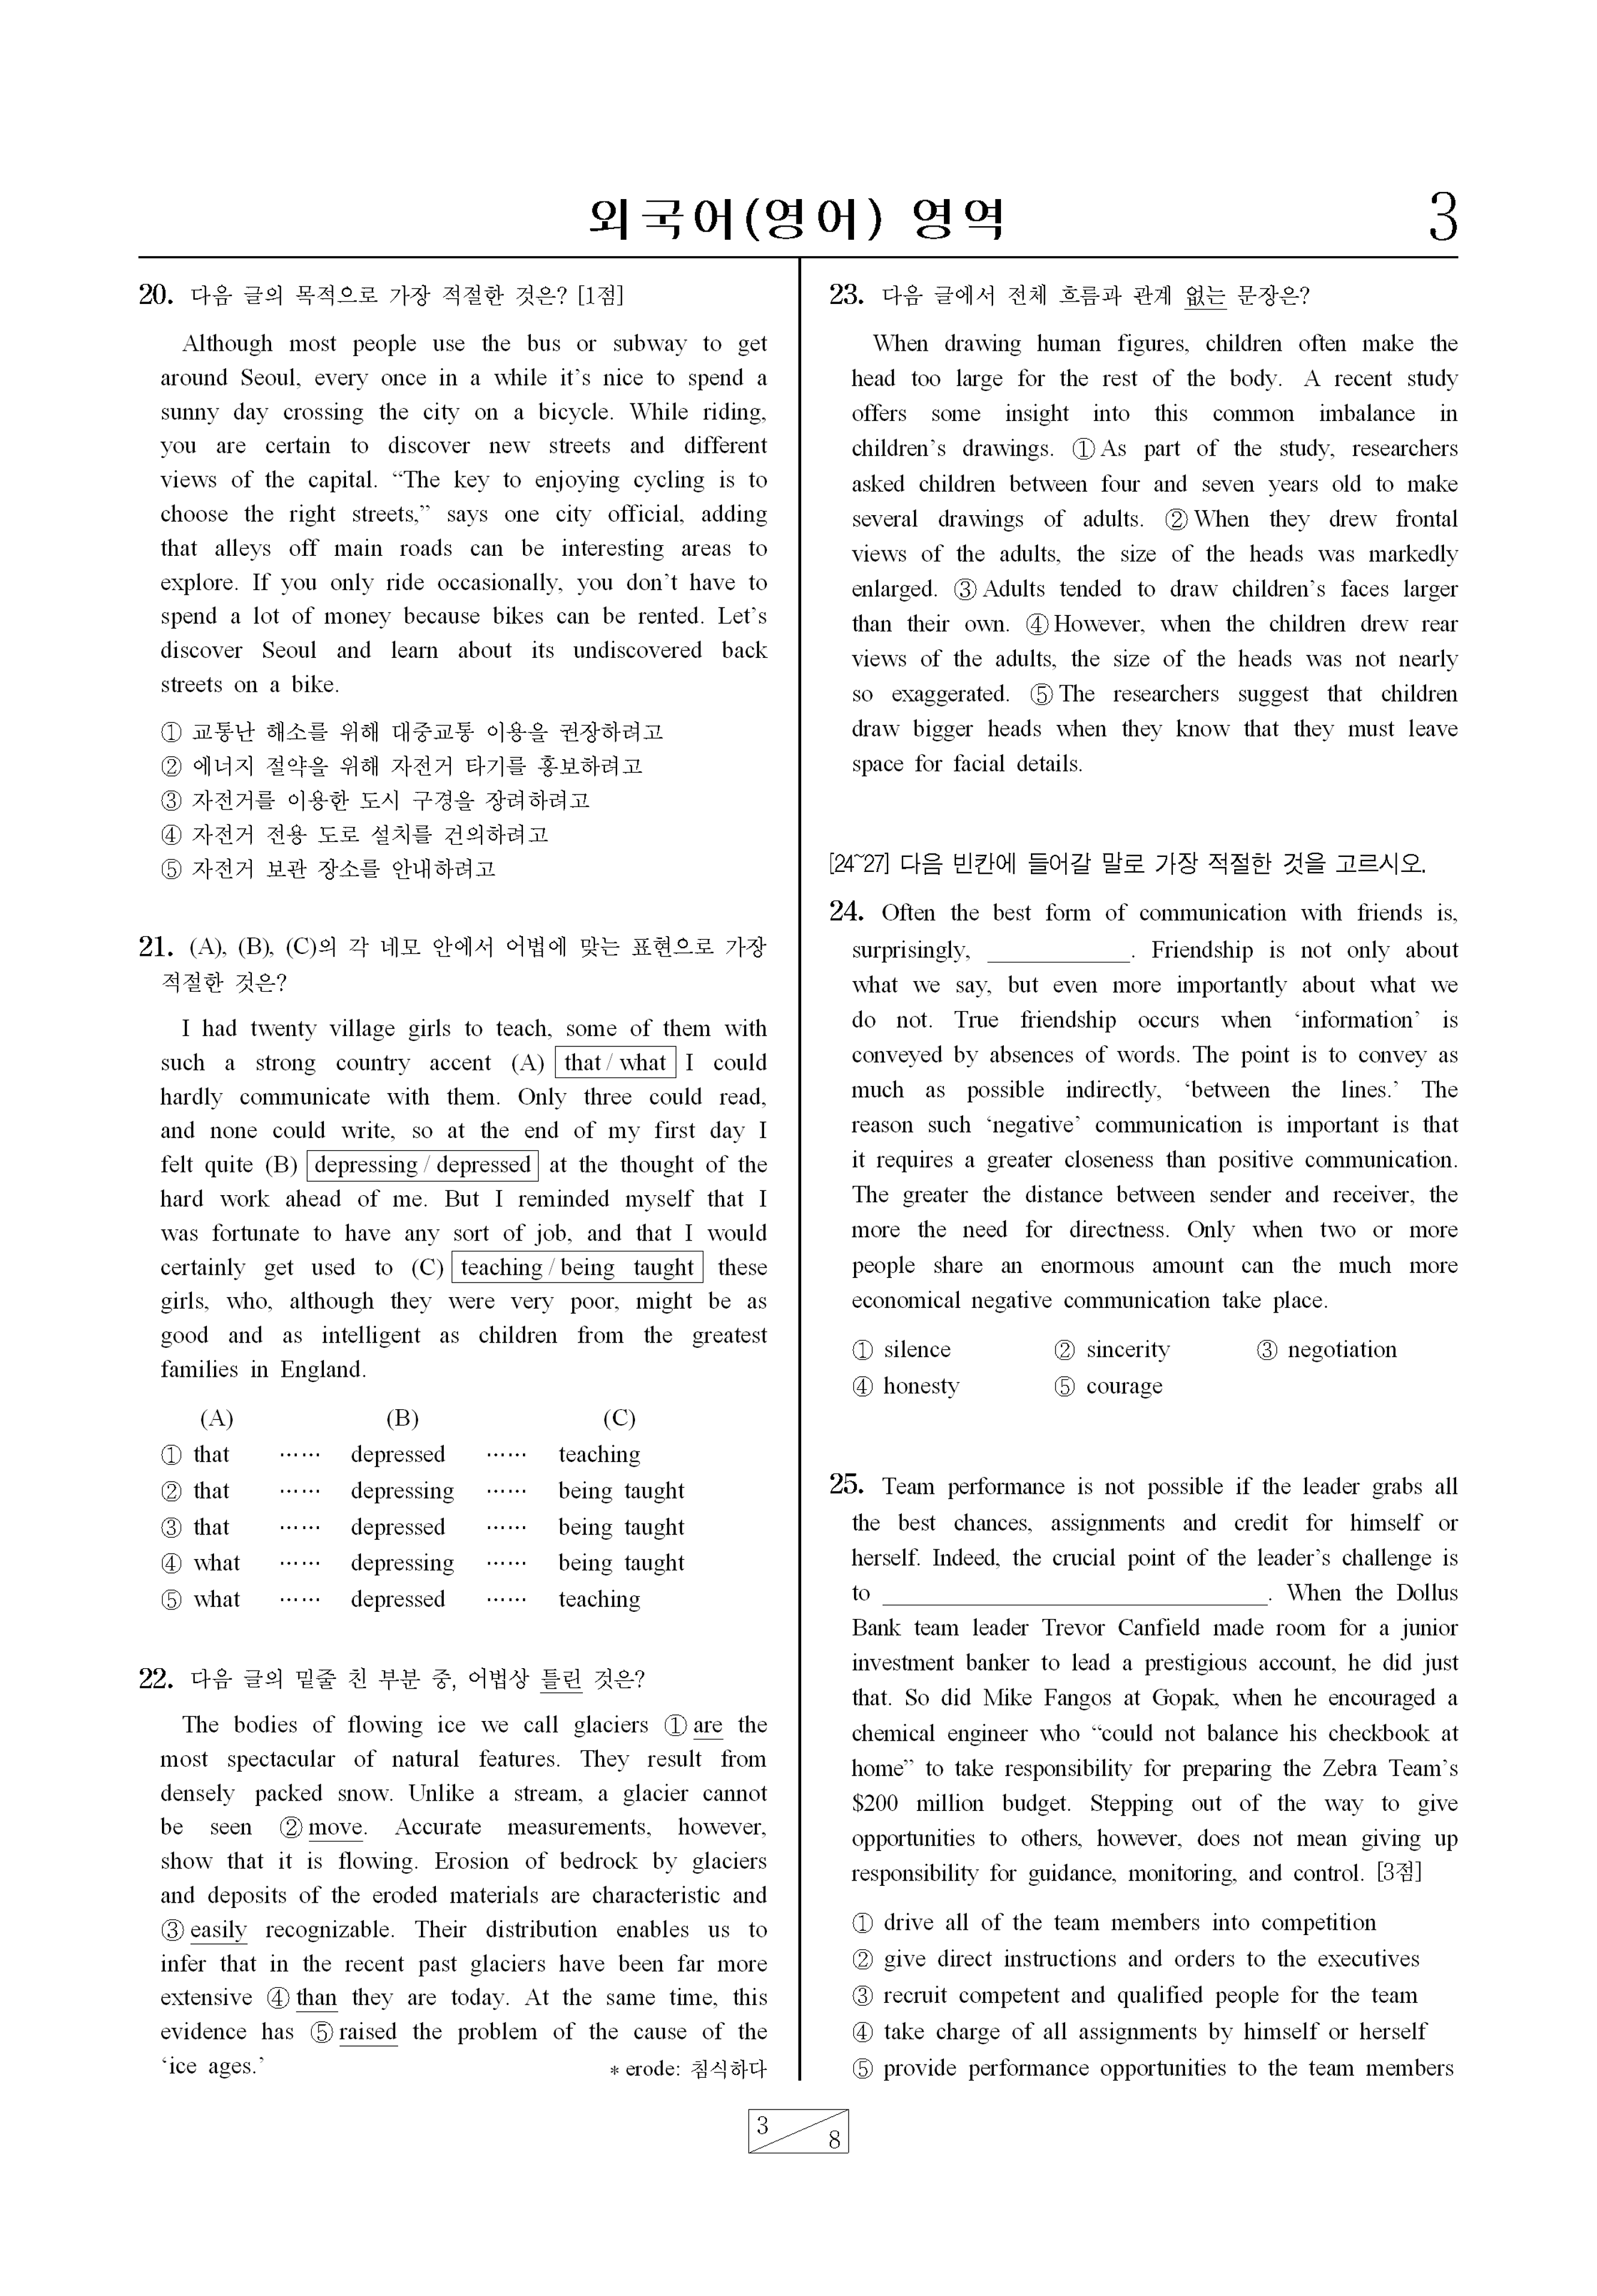 외국어(영어) 영역
3
20. 다음 글의 목적으로 가장 적절한 것은? [1점]
Although most people use the bus or subway to get
around Seoul, every once in a while it's nice to spend a
sunny day crossing the city on a bicycle. While riding,
you are certain to discover new streets and different
views of the capital. “The key to enjoying cycling is to
choose the right streets,” says one city official, adding
that alleys off main roads can be interesting areas to
explore. If you only ride occasionally, you don't have to
spend a lot of money because bikes can be rented. Let's
discover Seoul and learn about its undiscovered back
streets on a bike.
① 교통난 해소를 위해 대중교통 이용을 권장하려고
② 에너지 절약을 위해 자전거 타기를 홍보하려고
③ 자전거를 이용한 도시 구경을 장려하려고
④ 자전거 전용 도로 설치를 건의하려고
⑤ 자전거 보관 장소를 안내하려고
21. (A), (B), (C)의 각 네모 안에서 어법에 맞는 표현으로 가장
적절한 것은?
I had twenty village girls to teach, some of them with
such a strong country accent (A) that / what I could
hardly communicate with them. Only three could read,
and none could write, so at the end of my first day I
felt quite (B) depressing / depressed at the thought of the
hard work ahead of me. But I reminded myself that I
was fortunate to have any sort of job, and that I would
certainly get used to (C) teaching / being taught these
girls, who, although they were very poor, might be as
good and as intelligent as children from the greatest
families in England.
(A) (B) (C)
① that …… depressed …… teaching
② that …… depressing …… being taught
③ that …… depressed …… being taught
④ what …… depressing …… being taught
⑤ what …… depressed …… teaching
22. 다음 글의 밑줄 친 부분 중, 어법상 틀린 것은?
The bodies of flowing ice we call glaciers ① are the
most spectacular of natural features. They result from
densely packed snow. Unlike a stream, a glacier cannot
be seen ② move. Accurate measurements, however,
show that it is flowing. Erosion of bedrock by glaciers
and deposits of the eroded materials are characteristic and
③ easily recognizable. Their distribution enables us to
infer that in the recent past glaciers have been far more
extensive ④ than they are today. At the same time, this
evidence has ⑤ raised the problem of the cause of the
‘ice ages.’
* erode: 침식하다
23. 다음 글에서 전체 흐름과 관계 없는 문장은?
When drawing human figures, children often make the
head too large for the rest of the body. A recent study
offers some insight into this common imbalance in
children's drawings. ① As part of the study, researchers
asked children between four and seven years old to make
several drawings of adults. ② When they drew frontal
views of the adults, the size of the heads was markedly
enlarged. ③ Adults tended to draw children's faces larger
than their own. ④ However, when the children drew rear
views of the adults, the size of the heads was not nearly
so exaggerated. ⑤ The researchers suggest that children
draw bigger heads when they know that they must leave
space for facial details.
[24~27] 다음 빈칸에 들어갈 말로 가장 적절한 것을 고르시오.
24. Often the best form of communication with friends is,
surprisingly, ____________. Friendship is not only about
what we say, but even more importantly about what we
do not. True friendship occurs when ‘information’ is
conveyed by absences of words. The point is to convey as
much as possible indirectly, ‘between the lines.’ The
reason such ‘negative’ communication is important is that
it requires a greater closeness than positive communication.
The greater the distance between sender and receiver, the
more the need for directness. Only when two or more
people share an enormous amount can the much more
economical negative communication take place.
① silence ② sincerity ③ negotiation
④ honesty ⑤ courage
25. Team performance is not possible if the leader grabs all
the best chances, assignments and credit for himself or
herself. Indeed, the crucial point of the leader's challenge is
to ______________________________. When the Dollus
Bank team leader Trevor Canfield made room for a junior
investment banker to lead a prestigious account, he did just
that. So did Mike Fangos at Gopak, when he encouraged a
chemical engineer who “could not balance his checkbook at
home” to take responsibility for preparing the Zebra Team's
$200 million budget. Stepping out of the way to give
opportunities to others, however, does not mean giving up
responsibility for guidance, monitoring, and control. [3점]
① drive all of the team members into competition
② give direct instructions and orders to the executives
③ recruit competent and qualified people for the team
④ take charge of all assignments by himself or herself
⑤ provide performance opportunities to the team members
3
8